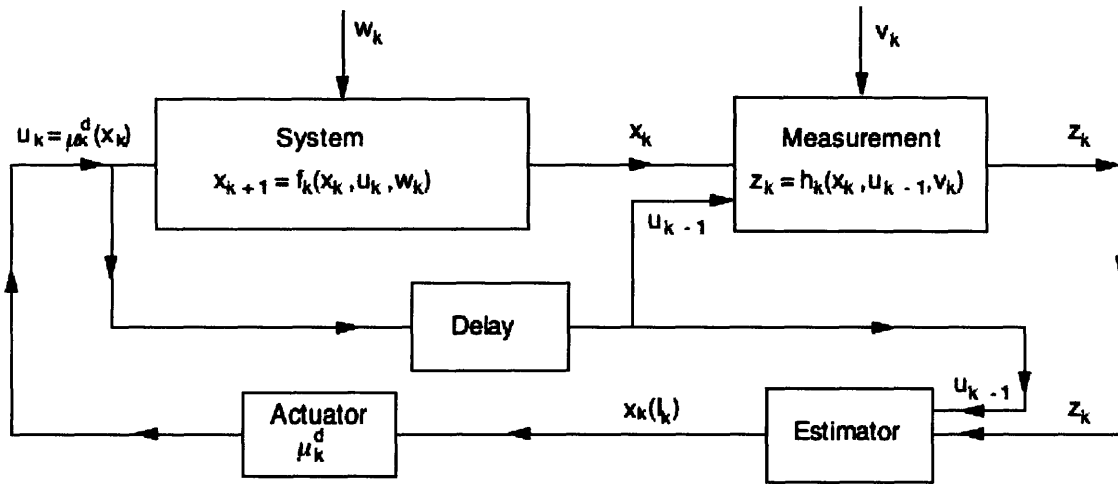 w_k
v_k
u_k = μ_k^d(x_k)
System
x_{k+1} = f_k(x_k, u_k, w_k)
x_k
Measurement
z_k = h_k(x_k, u_{k-1}, v_k)
z_k
u_{k-1}
Delay
u_{k-1}
Actuator
μ_k^d
x_k(I_k)
Estimator
z_k